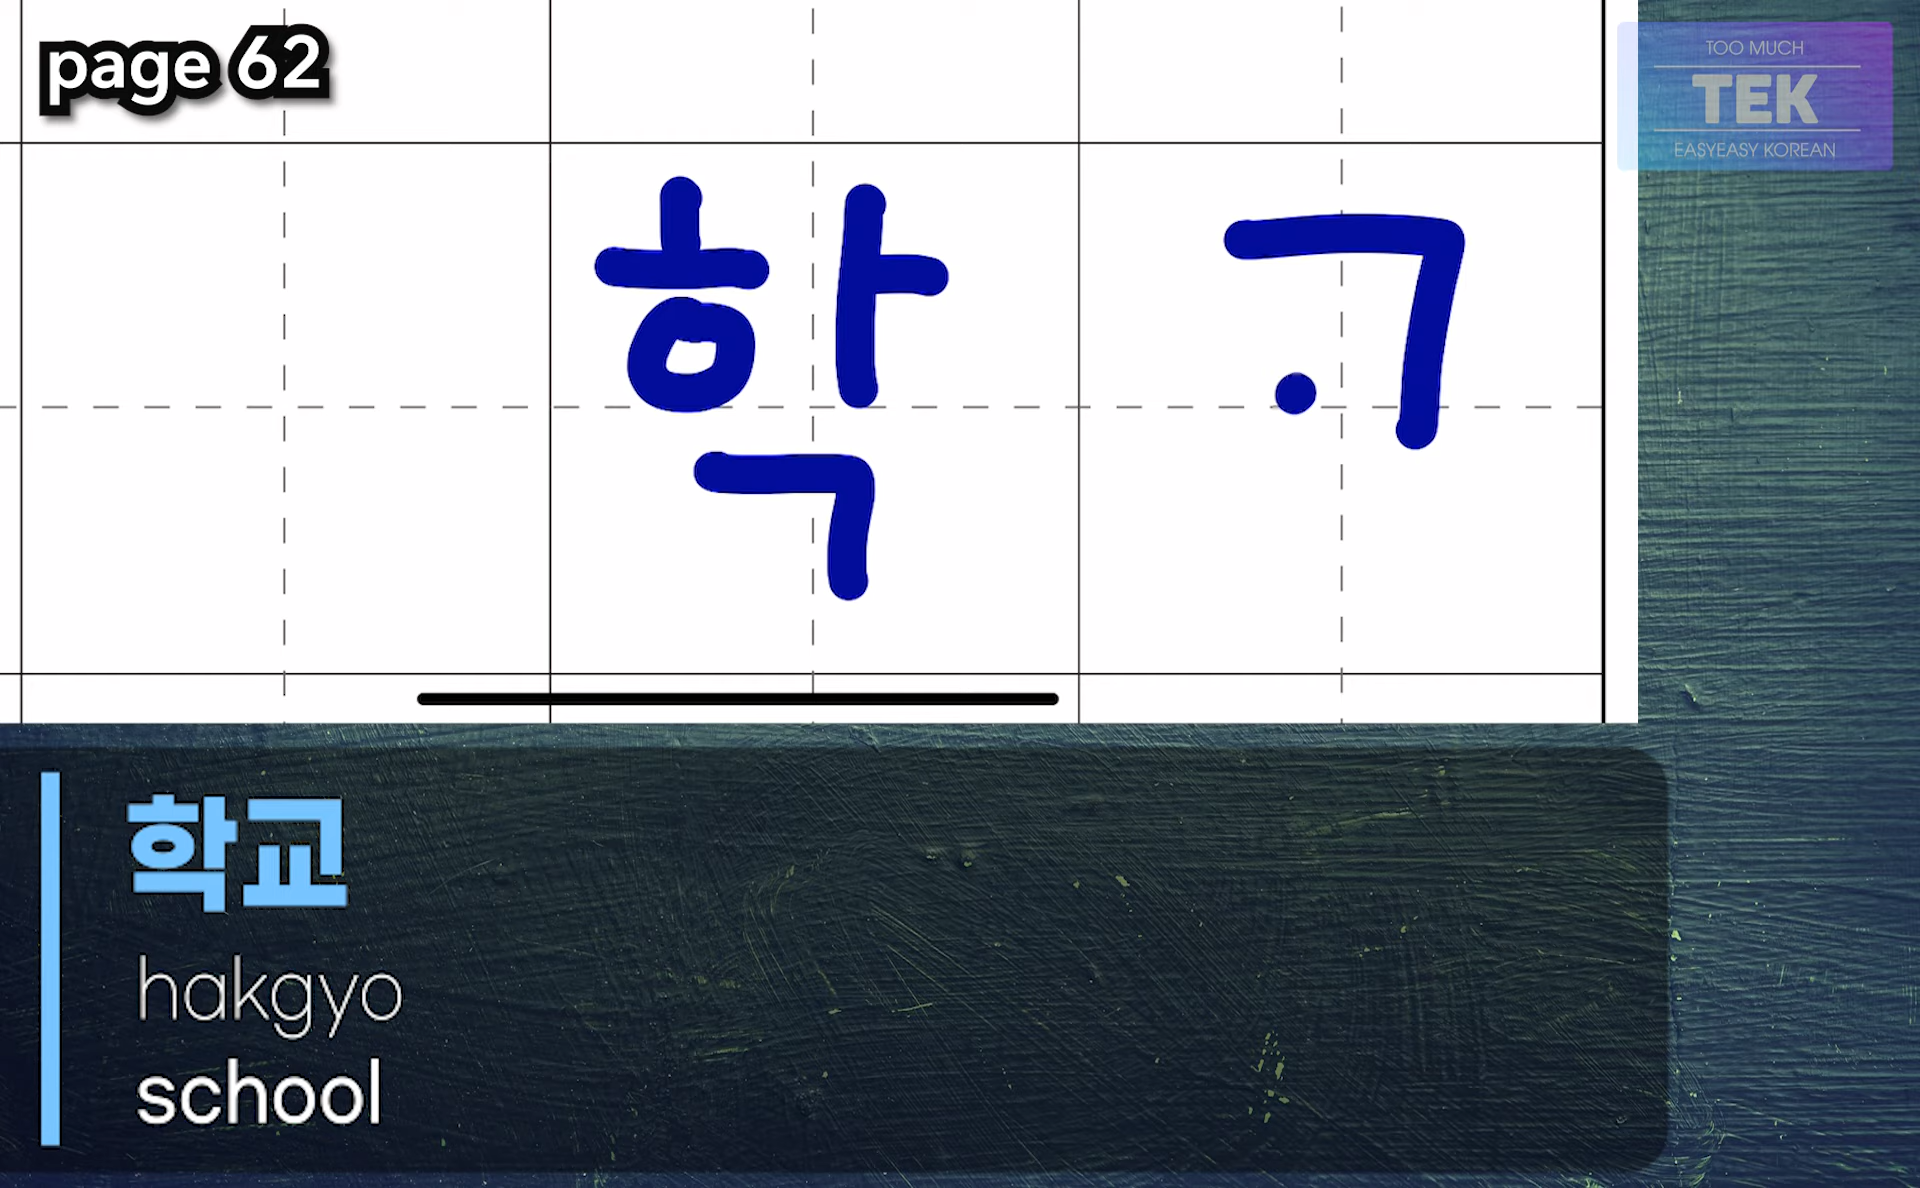 page 62
TOO MUCH
TEK
EASYEASY KOREAN
학 ㄱ
학교
hakgyo
school